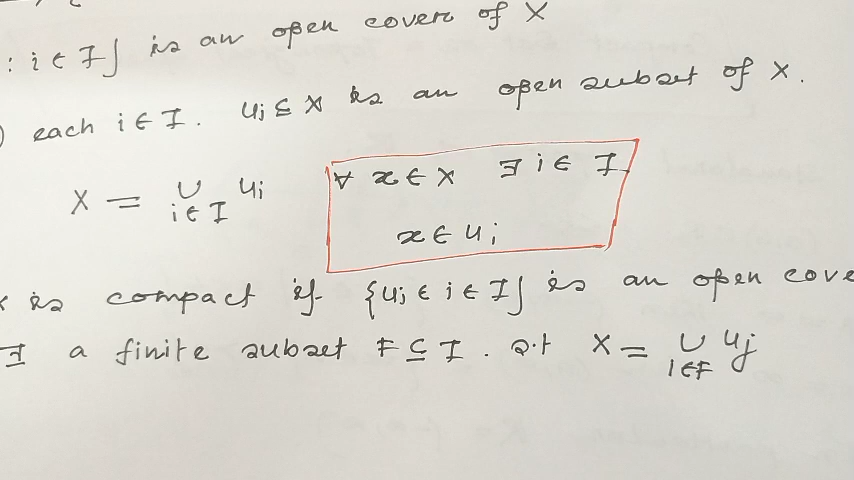 : i ∈ I} is an open cover of X
) each i ∈ I. Ui ⊆ X is an open subset of X.
X = ∪ i ∈ I Ui
∀ x ∈ X ∃ i ∈ I
x ∈ Ui
is compact if {Ui ∈ i ∈ I} is an open cove
∃ a finite subset F ⊆ I. s.t X = ∪ i∈F Uj